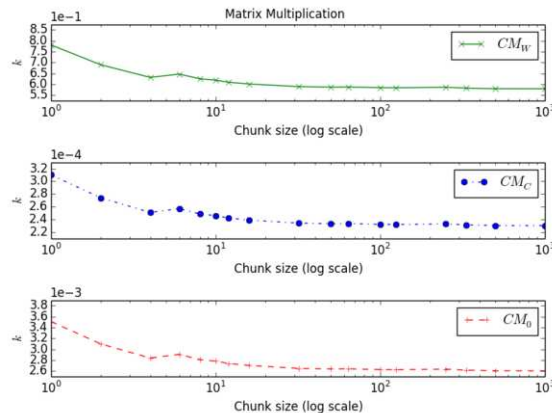 Matrix Multiplication
1e−1
8.5
8.0
7.5
7.0
6.5
6.0
5.5
k
CM_W
10^0
10^1
10^2
10^3
Chunk size (log scale)
1e−4
3.2
3.0
2.8
2.6
2.4
2.2
k
CM_C
10^0
10^1
10^2
10^3
Chunk size (log scale)
1e−3
3.8
3.6
3.4
3.2
3.0
2.8
2.6
k
CM_0
10^0
10^1
10^2
10^3
Chunk size (log scale)